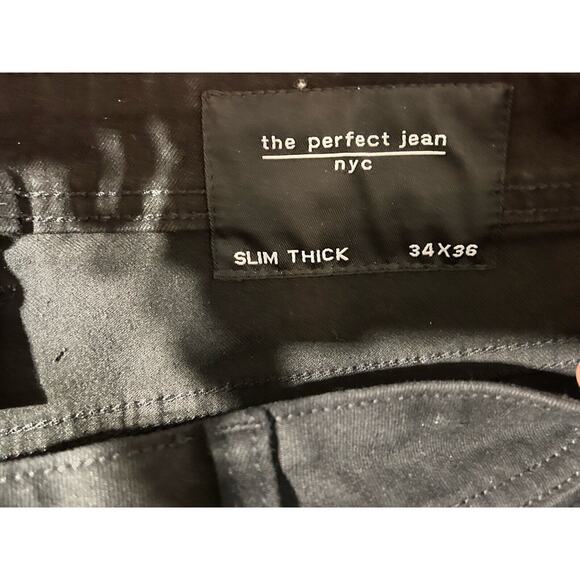 the perfect jean
nyc
SLIM THICK 34X36